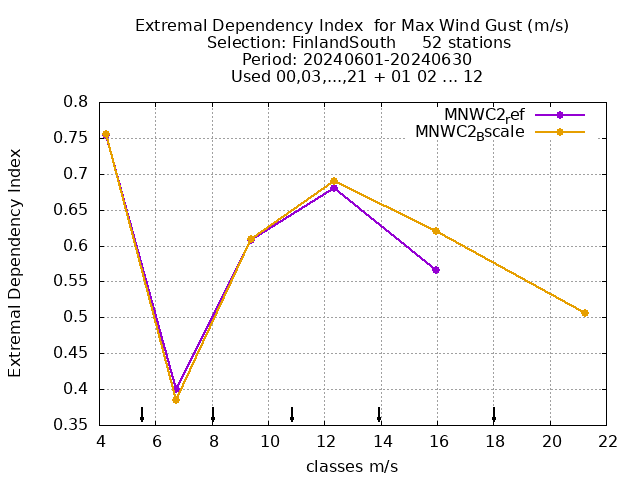 Extremal Dependency Index  for Max Wind Gust (m/s)
Selection: FinlandSouth     52 stations
Period: 20240601-20240630
Used 00,03,...,21 + 01 02 ... 12
MNWC2ref
MNWC2Bscale
0.8
0.75
0.7
0.65
0.6
0.55
0.5
0.45
0.4
0.35
Extremal Dependency Index
4 6 8 10 12 14 16 18 20 22
classes m/s